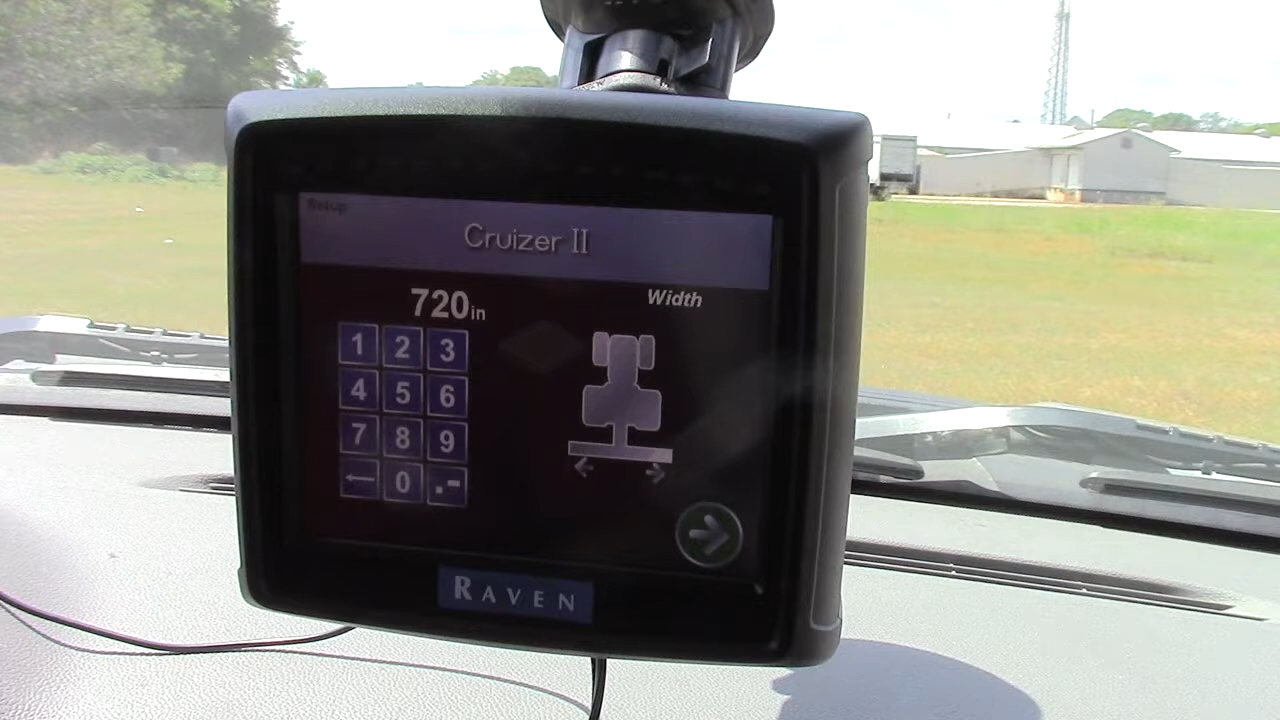 Setup
Cruizer II
720in
Width
1 2 3
4 5 6
7 8 9
← 0 .-
RAVEN